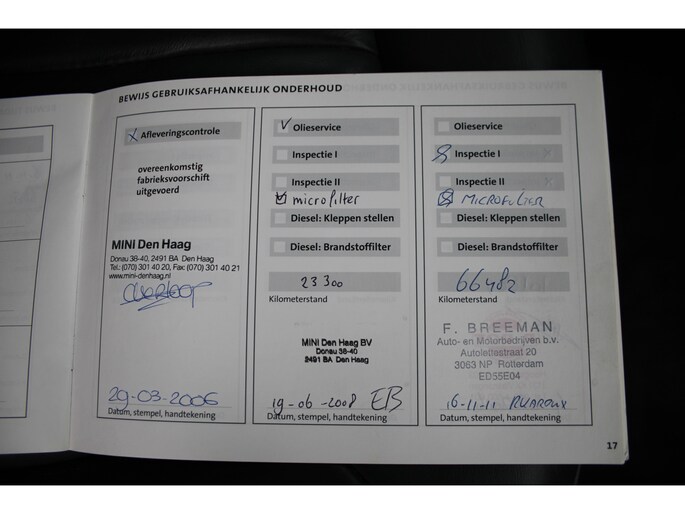 BEWIJS GEBRUIKSAFHANKELIJK ONDERHOUD
Afleveringscontrole
overeenkomstig
fabrieksvoorschift
uitgevoerd
MINI Den Haag
Donau 38-40, 2491 BA Den Haag
Tel.: (070) 301 40 20, Fax: (070) 301 40 21
www.mini-denhaag.nl
29-03-2006
Datum, stempel, handtekening
Olieservice
Inspectie I
Inspectie II
microfilter
Diesel: Kleppen stellen
Diesel: Brandstoffilter
23300
Kilometerstand
MINI Den Haag BV
Donau 38-40
2491 BA Den Haag
19-06-2008 EB
Datum, stempel, handtekening
Olieservice
Inspectie I
Inspectie II
MICROFILTER
Diesel: Kleppen stellen
Diesel: Brandstoffilter
66482
Kilometerstand
F. BREEMAN
Auto- en Motorbedrijven b.v.
Autolettestraat 20
3063 NP Rotterdam
ED55E04
16-11-11
Datum, stempel, handtekening
17